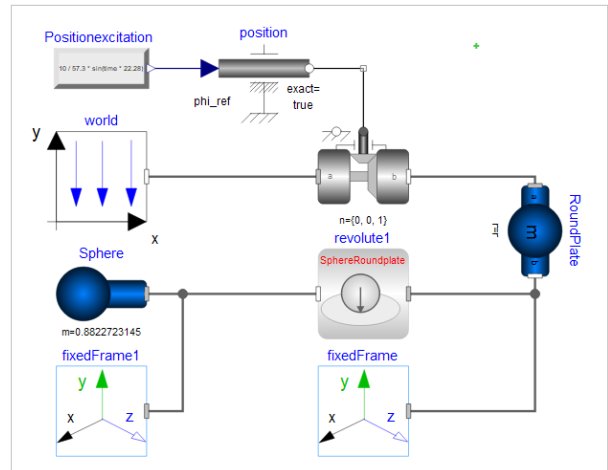 Positionexcitation
position
10 / 57.3 * sin(time * 22.28)
phi_ref
exact=
true
world
y
x
a
b
n={0, 0, 1}
revolute1
a
m
b
r=r
RoundPlate
Sphere
SphereRoundplate
m=0.8822723145
fixedFrame1
fixedFrame
y
x
z
y
x
z